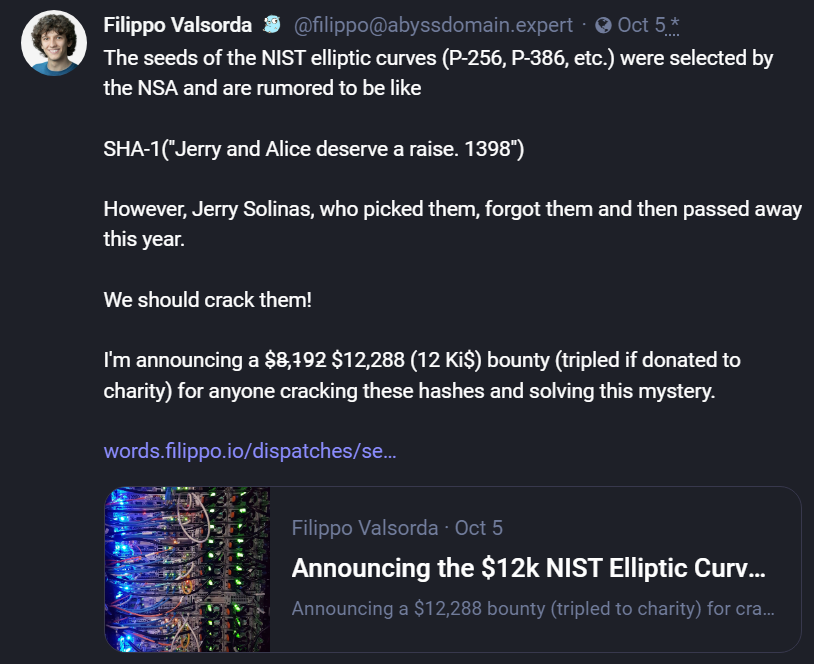 Filippo Valsorda @filippo@abyssdomain.expert · Oct 5 *
The seeds of the NIST elliptic curves (P-256, P-386, etc.) were selected by
the NSA and are rumored to be like
SHA-1("Jerry and Alice deserve a raise. 1398")
However, Jerry Solinas, who picked them, forgot them and then passed away
this year.
We should crack them!
I'm announcing a $8,192 $12,288 (12 Ki$) bounty (tripled if donated to
charity) for anyone cracking these hashes and solving this mystery.
words.filippo.io/dispatches/se...
Filippo Valsorda · Oct 5
Announcing the $12k NIST Elliptic Curv...
Announcing a $12,288 bounty (tripled to charity) for cra...